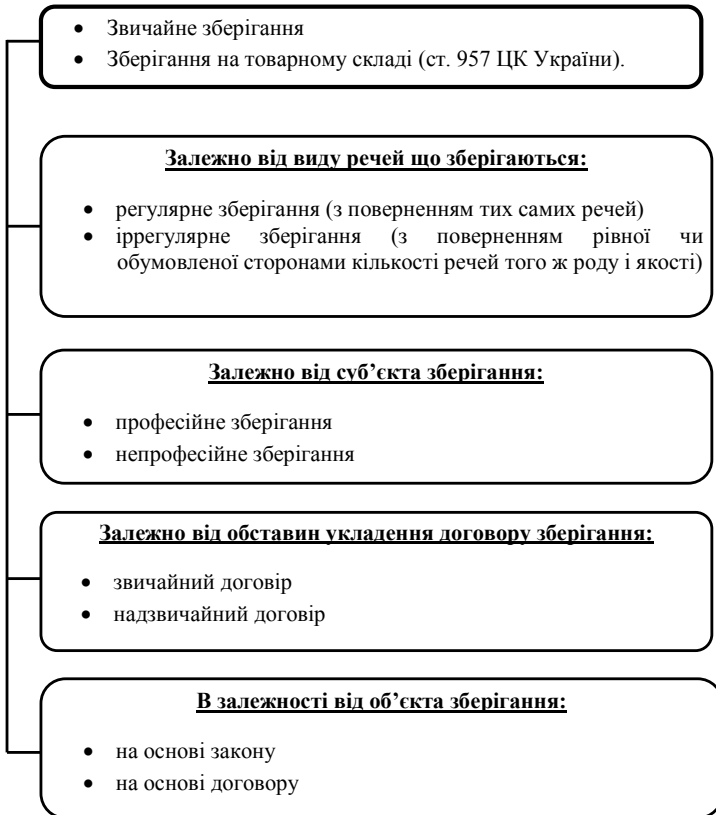 • Звичайне зберігання
• Зберігання на товарному складі (ст. 957 ЦК України).
Залежно від виду речей що зберігаються:
• регулярне зберігання (з поверненням тих самих речей)
• іррегулярне зберігання (з поверненням рівної чи
обумовленої сторонами кількості речей того ж роду і якості)
Залежно від суб’єкта зберігання:
• професійне зберігання
• непрофесійне зберігання
Залежно від обставин укладення договору зберігання:
• звичайний договір
• надзвичайний договір
В залежності від об’єкта зберігання:
• на основі закону
• на основі договору